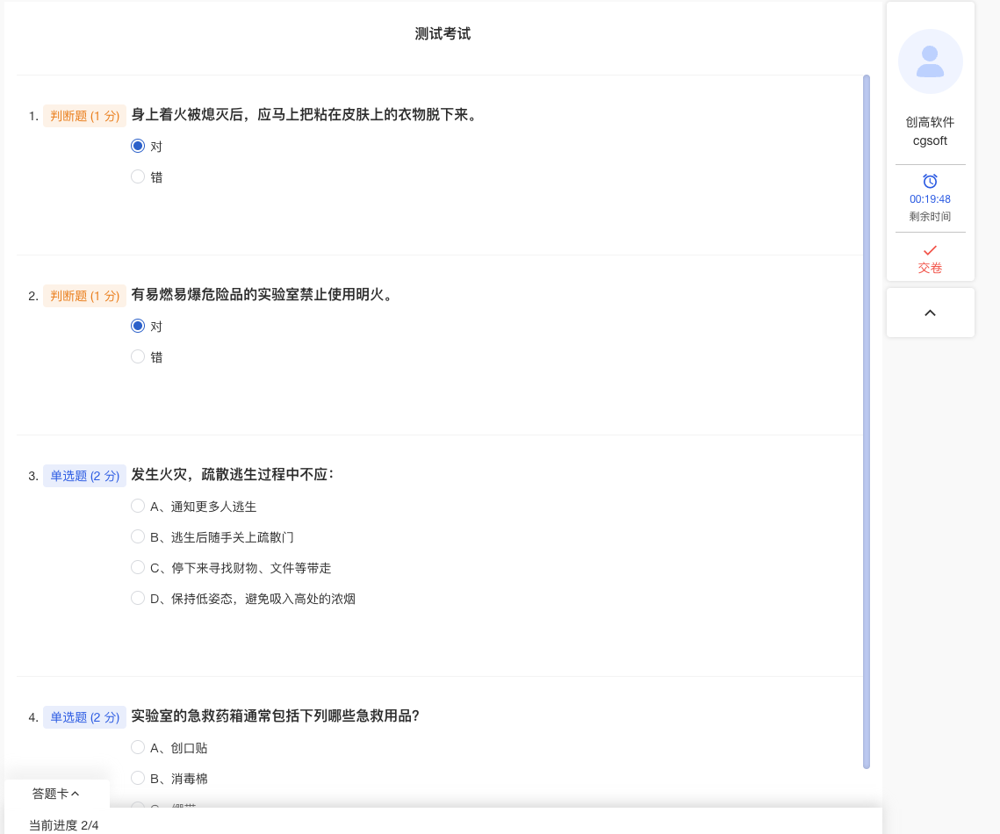 测试考试
1. 判断题 (1 分) 身上着火被熄灭后，应马上把粘在皮肤上的衣物脱下来。
对
错
2. 判断题 (1 分) 有易燃易爆危险品的实验室禁止使用明火。
对
错
3. 单选题 (2 分) 发生火灾，疏散逃生过程中不应：
A、通知更多人逃生
B、逃生后随手关上疏散门
C、停下来寻找财物、文件等带走
D、保持低姿态，避免吸入高处的浓烟
4. 单选题 (2 分) 实验室的急救药箱通常包括下列哪些急救用品？
A、创口贴
B、消毒棉
答题卡
当前进度 2/4
创高软件
cgsoft
00:19:48
剩余时间
交卷